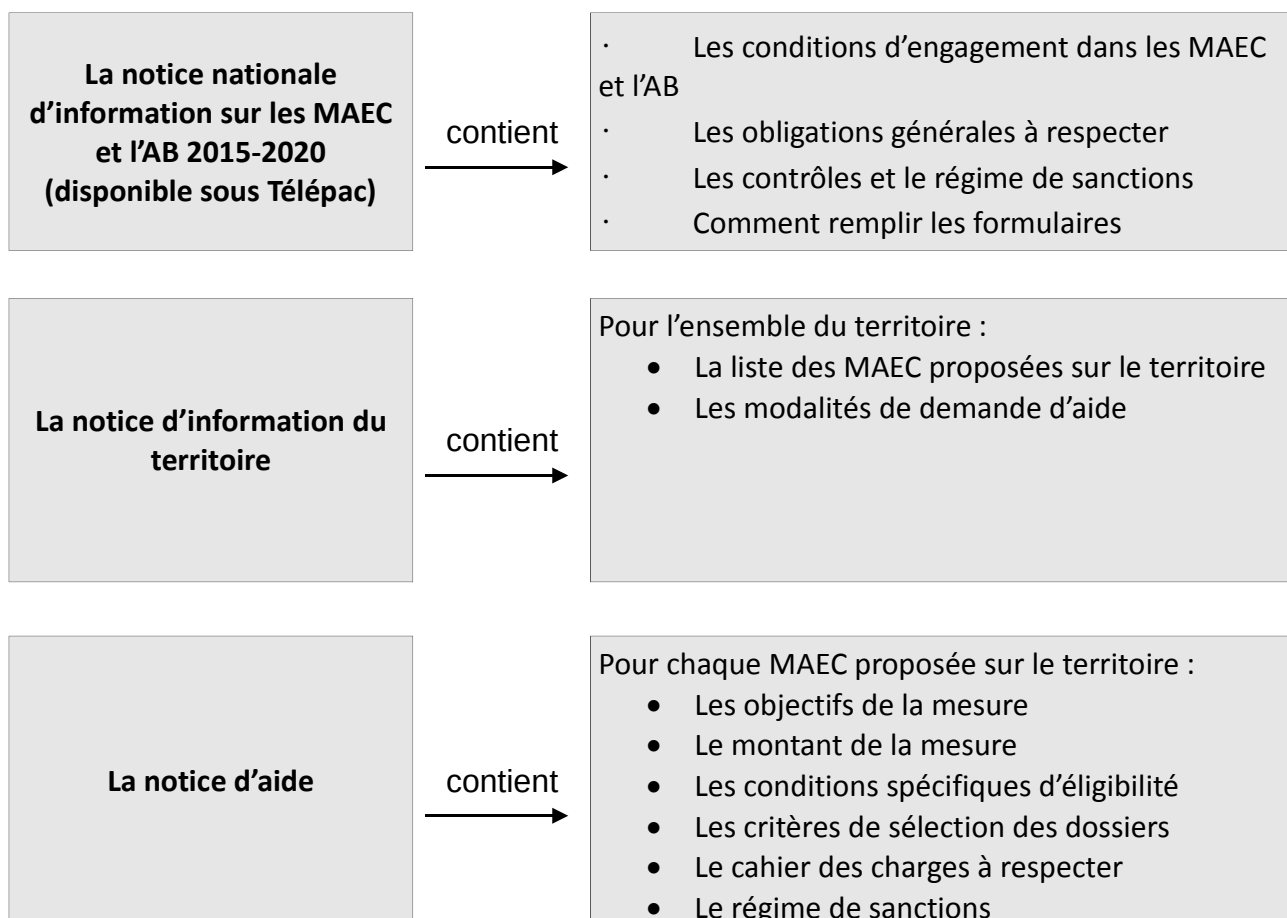 La notice nationale
d’information sur les MAEC
et l’AB 2015-2020
(disponible sous Télépac)
contient
· Les conditions d’engagement dans les MAEC
et l’AB
· Les obligations générales à respecter
· Les contrôles et le régime de sanctions
· Comment remplir les formulaires
La notice d’information du
territoire
contient
Pour l’ensemble du territoire :
• La liste des MAEC proposées sur le territoire
• Les modalités de demande d’aide
La notice d’aide
contient
Pour chaque MAEC proposée sur le territoire :
• Les objectifs de la mesure
• Le montant de la mesure
• Les conditions spécifiques d’éligibilité
• Les critères de sélection des dossiers
• Le cahier des charges à respecter
• Le régime de sanctions